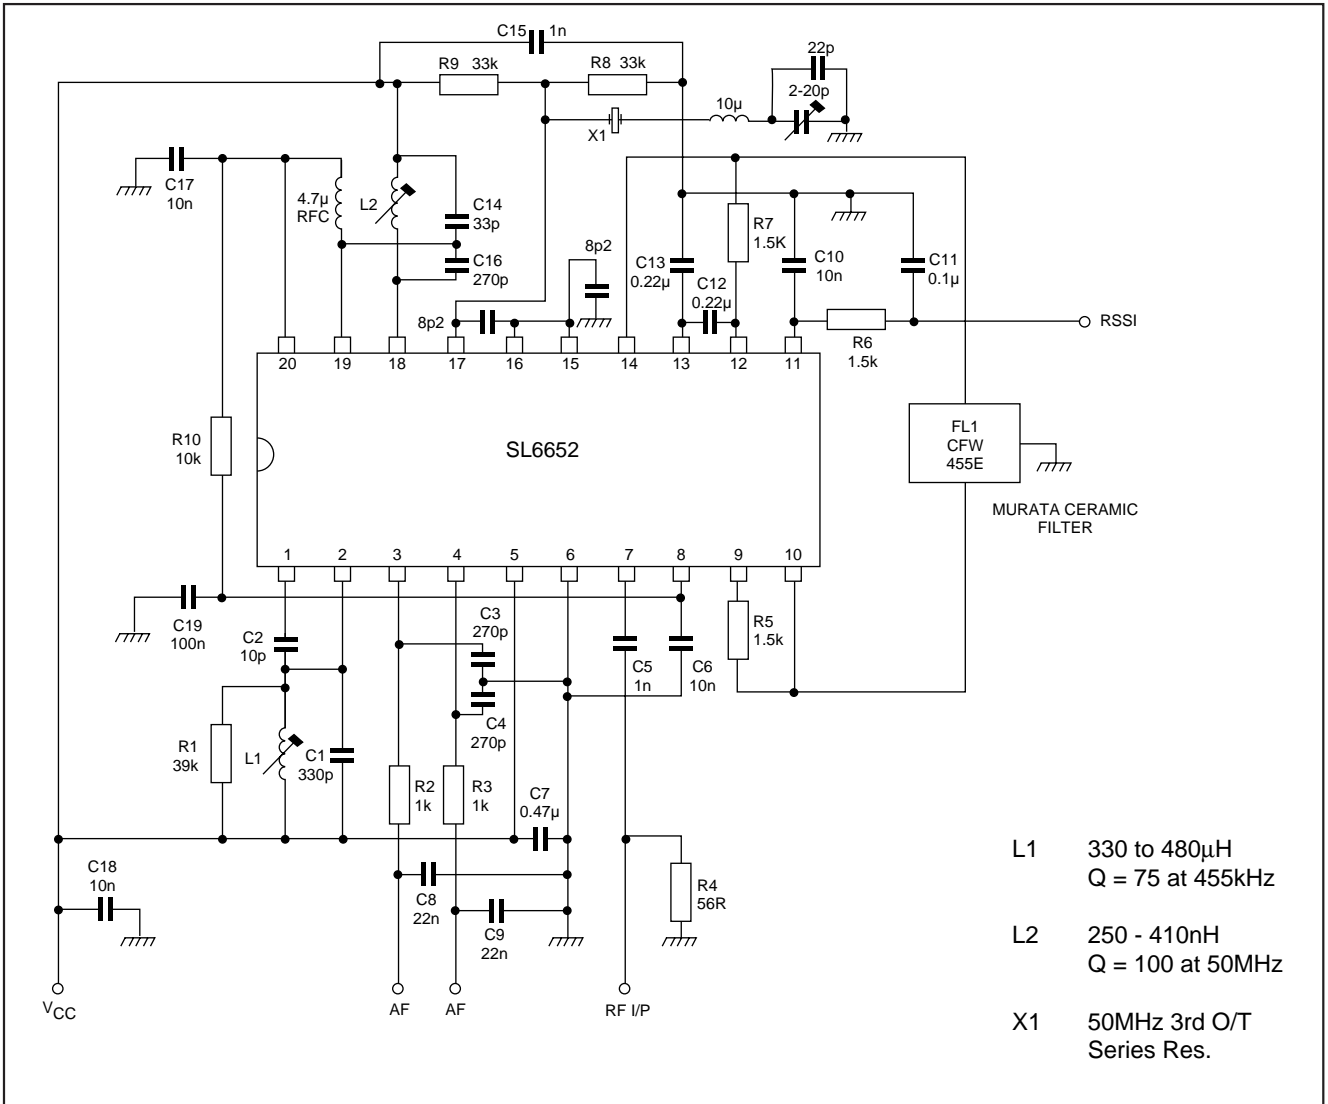 C15 1n
R9 33k
R8 33k
22p
2-20p
10µ
X1
C17
10n
4.7µ
RFC
L2
C14
33p
C16
270p
8p2
8p2
R7
1.5K
C13
0.22µ
C12
0.22µ
C10
10n
C11
0.1µ
R6
1.5k
RSSI
20 19 18 17 16 15 14 13 12 11
SL6652
R10
10k
FL1
CFW
455E
MURATA CERAMIC
FILTER
1 2 3 4 5 6 7 8 9 10
C19
100n
C2
10p
C3
270p
C4
270p
C5
1n
C6
10n
R5
1.5k
R1
39k
L1
C1
330p
R2
1k
R3
1k
C7
0.47µ
C18
10n
C8
22n
C9
22n
R4
56R
VCC
AF
AF
RF I/P
L1 330 to 480µH
Q = 75 at 455kHz
L2 250 - 410nH
Q = 100 at 50MHz
X1 50MHz 3rd O/T
Series Res.